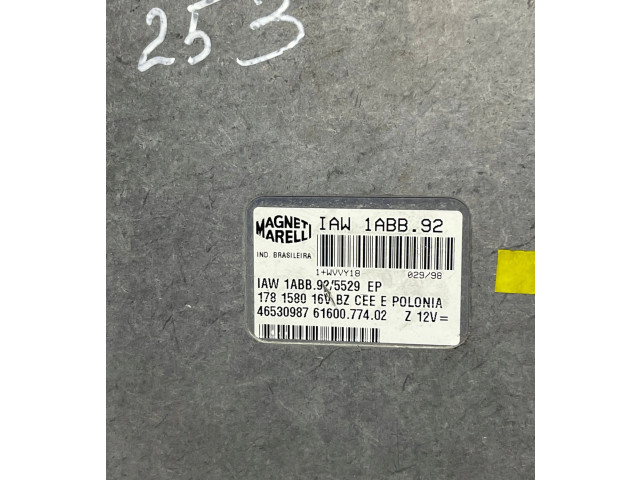 253
MAGNETI MARELLI
IAW 1ABB.92
IND BRASILEIRA
1+WVVY18 029/98
IAW 1ABB.92/5529 EP
178 1580 16V BZ CEE E POLONIA
46530987 61600.774.02 Z 12V=